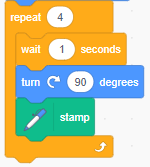 repeat 4
wait 1 seconds
turn 90 degrees
stamp